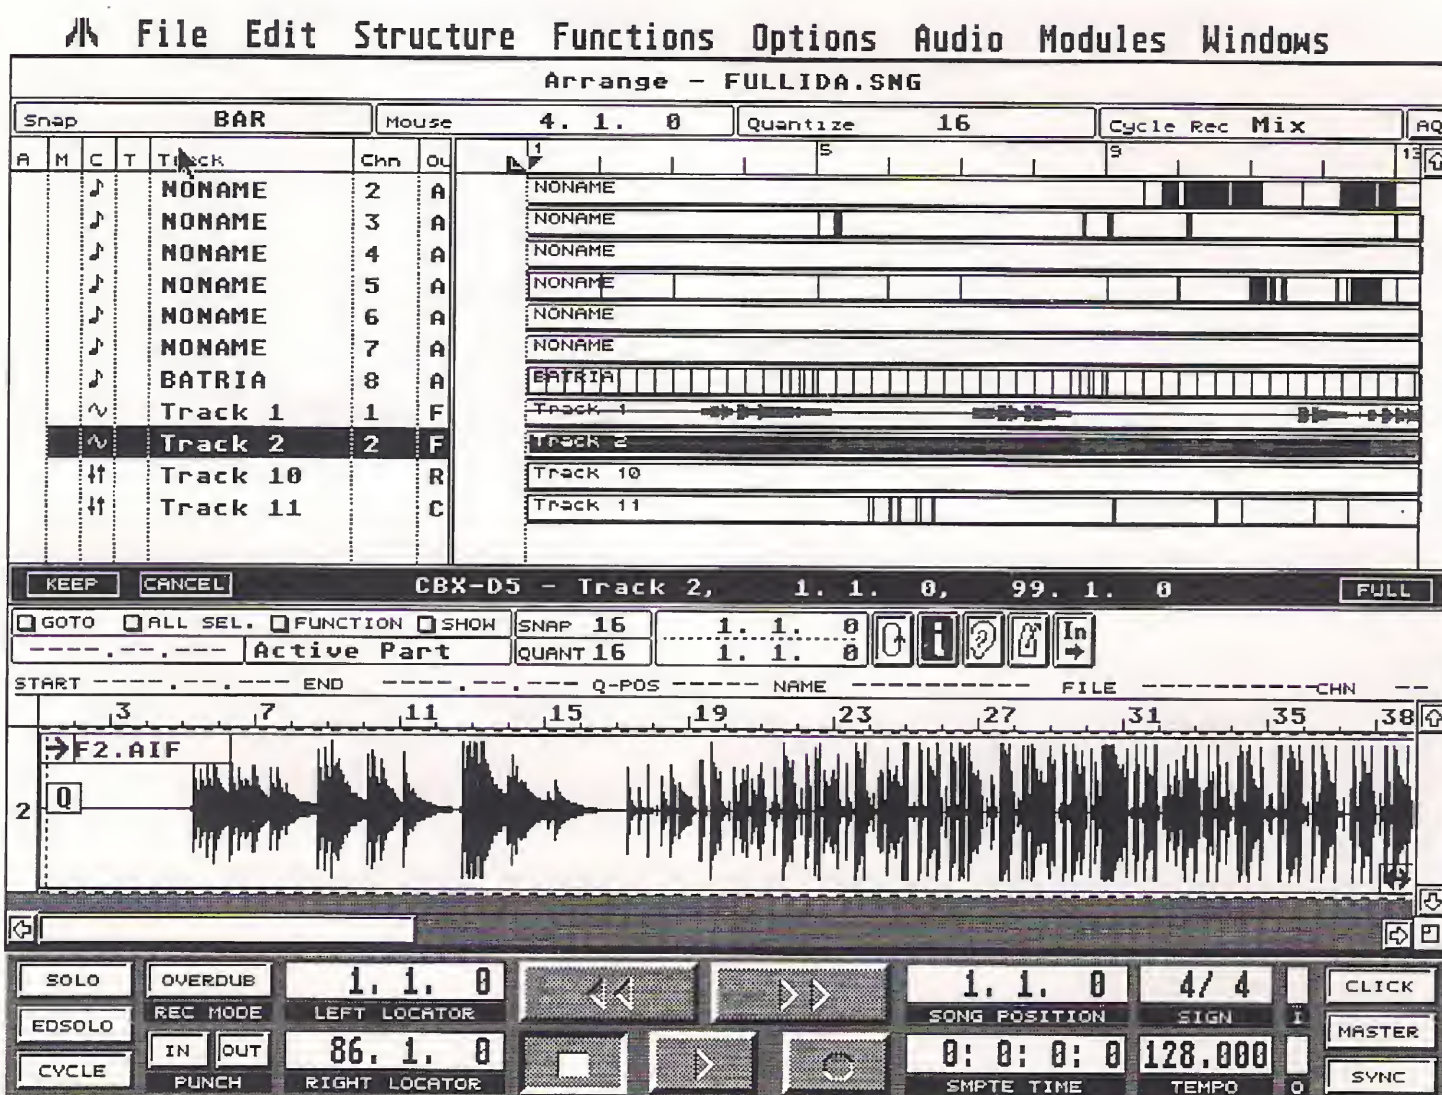 File Edit Structure Functions Options Audio Modules Windows
Arrange - FULLIDA.SNG
Snap BAR Mouse 4. 1. 0 Quantize 16 Cycle Rec Mix AQ
A M C T Track Chn Ou 1 5 9 13
NONAME 2 A NONAME
NONAME 3 A NONAME
NONAME 4 A NONAME
NONAME 5 A NONAME
NONAME 6 A NONAME
NONAME 7 A NONAME
BATRIA 8 A BATRIA
Track 1 1 F Track 1
Track 2 2 F Track 2
Track 10 R Track 10
Track 11 C Track 11
KEEP CANCEL CBX-D5 - Track 2, 1. 1. 0, 99. 1. 0 FULL
GOTO ALL SEL. FUNCTION SHOW SNAP 16 1. 1. 0 In
----.--.--- Active Part QUANT 16 1. 1. 0
START ----.--.--- END ----.--.--- Q-POS ----- NAME ----------- FILE -----------CHN --
3 7 11 15 19 23 27 31 35 38
F2.AIF
Q
2
SOLO OVERDUB 1. 1. 0 1. 1. 0 4/ 4 CLICK
REC MODE LEFT LOCATOR SONG POSITION SIGN I
EDSOLO MASTER
IN OUT 86. 1. 0 0: 0: 0: 0 128.000
CYCLE PUNCH RIGHT LOCATOR SMPTE TIME TEMPO O SYNC